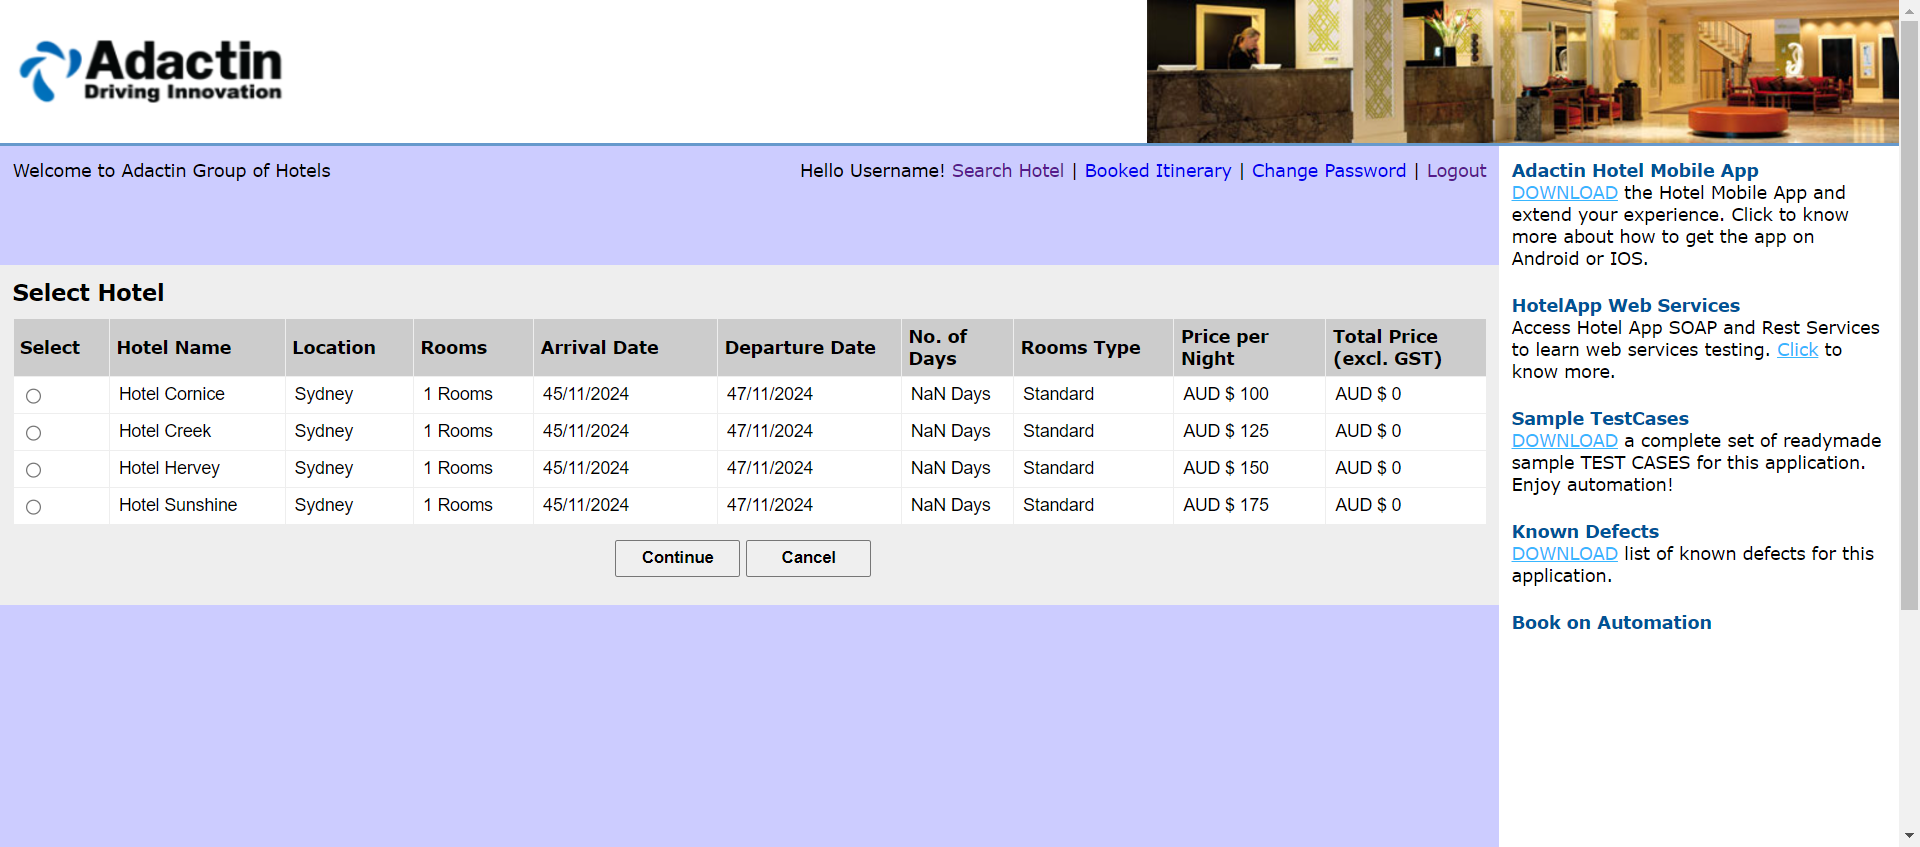 Adactin
Driving Innovation
Welcome to Adactin Group of Hotels
Hello Username! Search Hotel | Booked Itinerary | Change Password | Logout
Select Hotel
Select Hotel Name Location Rooms Arrival Date Departure Date No. of Days Rooms Type Price per Night Total Price (excl. GST)
Hotel Cornice Sydney 1 Rooms 45/11/2024 47/11/2024 NaN Days Standard AUD $ 100 AUD $ 0
Hotel Creek Sydney 1 Rooms 45/11/2024 47/11/2024 NaN Days Standard AUD $ 125 AUD $ 0
Hotel Hervey Sydney 1 Rooms 45/11/2024 47/11/2024 NaN Days Standard AUD $ 150 AUD $ 0
Hotel Sunshine Sydney 1 Rooms 45/11/2024 47/11/2024 NaN Days Standard AUD $ 175 AUD $ 0
Continue Cancel
Adactin Hotel Mobile App
DOWNLOAD the Hotel Mobile App and
extend your experience. Click to know
more about how to get the app on
Android or IOS.
HotelApp Web Services
Access Hotel App SOAP and Rest Services
to learn web services testing. Click to
know more.
Sample TestCases
DOWNLOAD a complete set of readymade
sample TEST CASES for this application.
Enjoy automation!
Known Defects
DOWNLOAD list of known defects for this
application.
Book on Automation